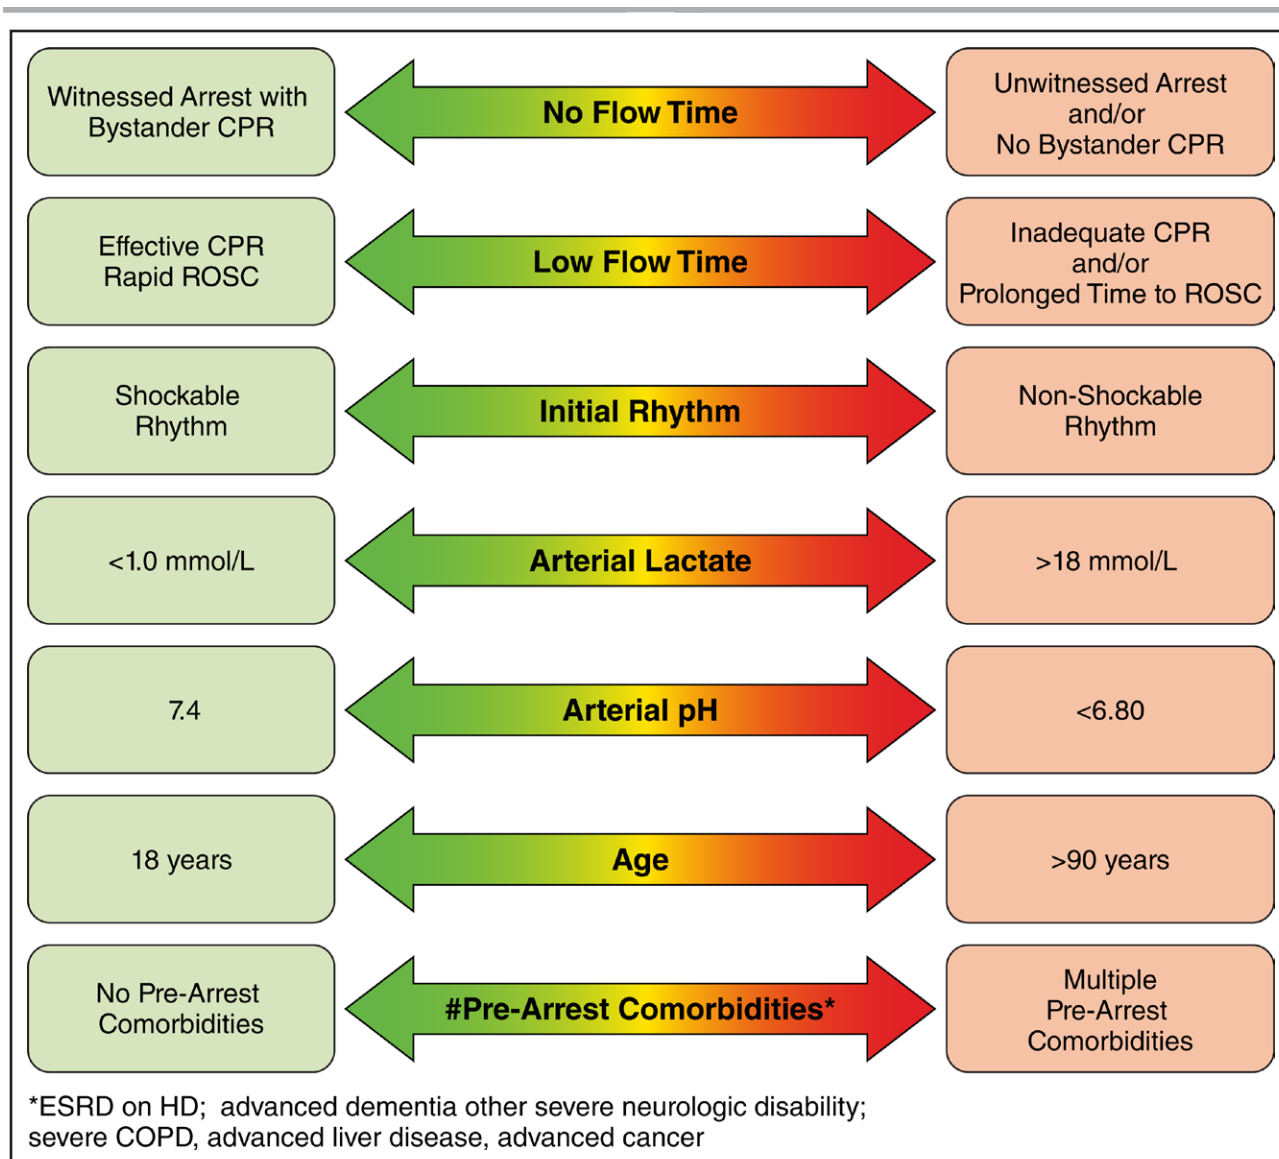 Witnessed Arrest with
Bystander CPR
No Flow Time
Unwitnessed Arrest
and/or
No Bystander CPR
Effective CPR
Rapid ROSC
Low Flow Time
Inadequate CPR
and/or
Prolonged Time to ROSC
Shockable
Rhythm
Initial Rhythm
Non-Shockable
Rhythm
<1.0 mmol/L
Arterial Lactate
>18 mmol/L
7.4
Arterial pH
<6.80
18 years
Age
>90 years
No Pre-Arrest
Comorbidities
#Pre-Arrest Comorbidities*
Multiple
Pre-Arrest
Comorbidities
*ESRD on HD; advanced dementia other severe neurologic disability;
severe COPD, advanced liver disease, advanced cancer